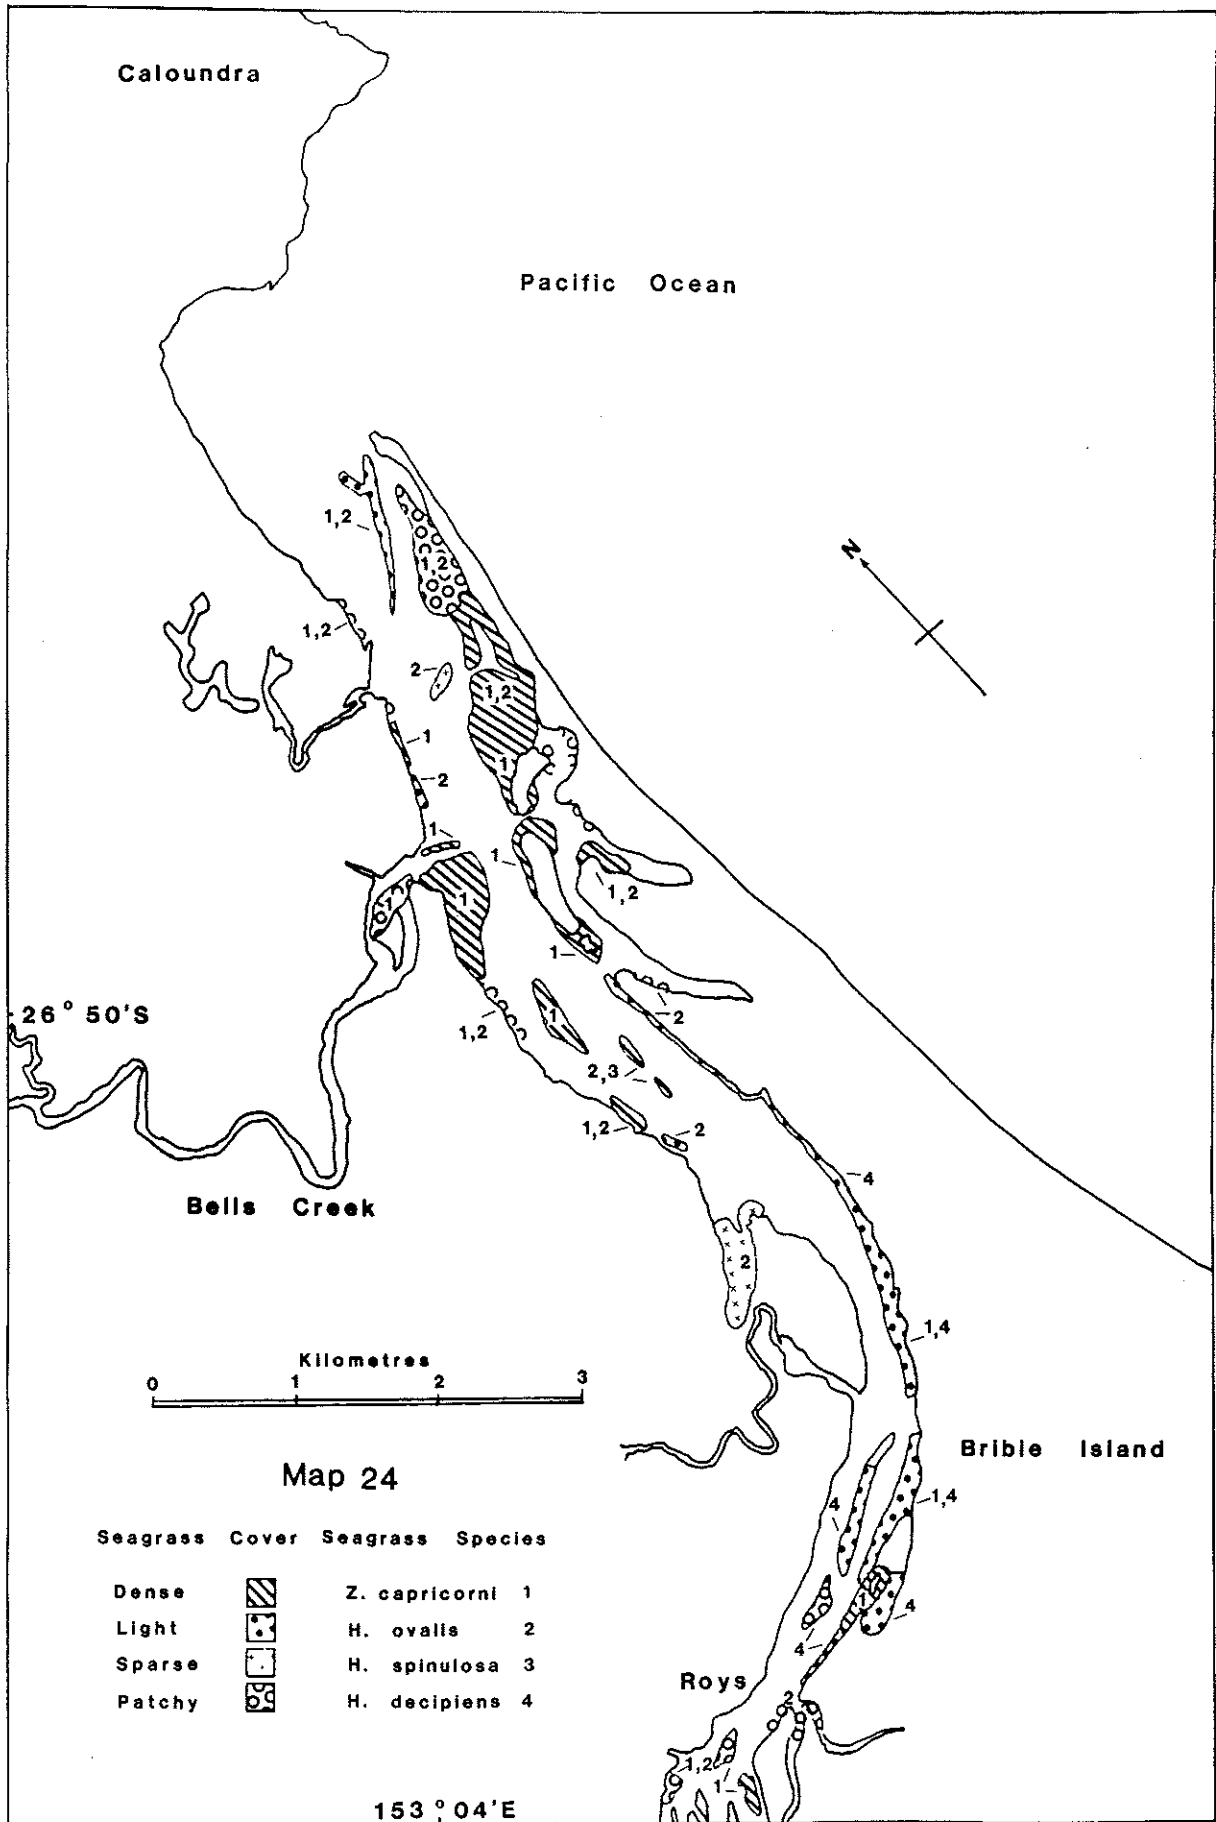 Caloundra
Pacific Ocean
N
1,2
1,2
1,2
2
1,2
1
2
1
1
1
1
1
1,2
1
2
26° 50'S
1,2
1
2,3
1,2
2
4
Bells Creek
2
1,4
Kilometres
0 1 2 3
Bribie Island
Map 24
1,4
4
Seagrass Cover Seagrass Species
Dense Z. capricorni 1
Light H. ovalis 2
Sparse H. spinulosa 3
Patchy H. decipiens 4
1
4
4
Roys
2
1,2
1
153° 04'E